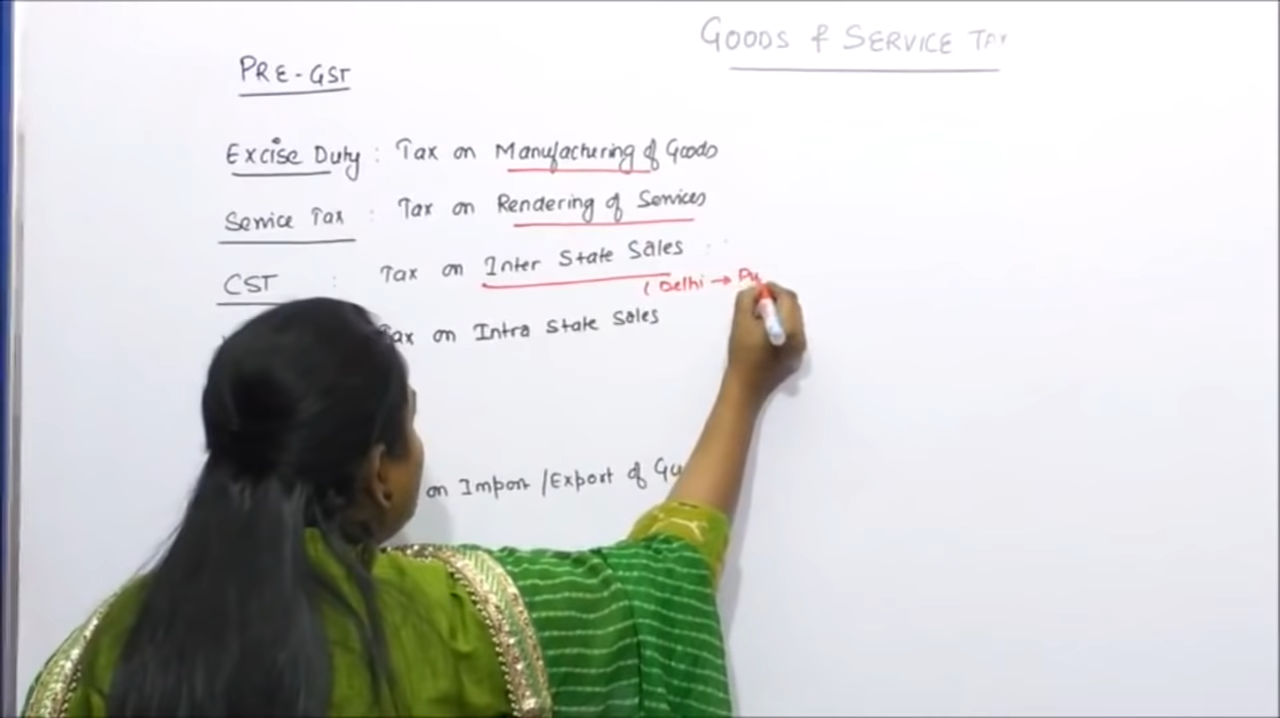 GOODS & SERVICE TAX
PRE-GST
Excise Duty : Tax on Manufacturing of Goods
Service Tax : Tax on Rendering of Services
CST : Tax on Inter State Sales
( Delhi →
Tax on Intra State Sales
on Import /Export of